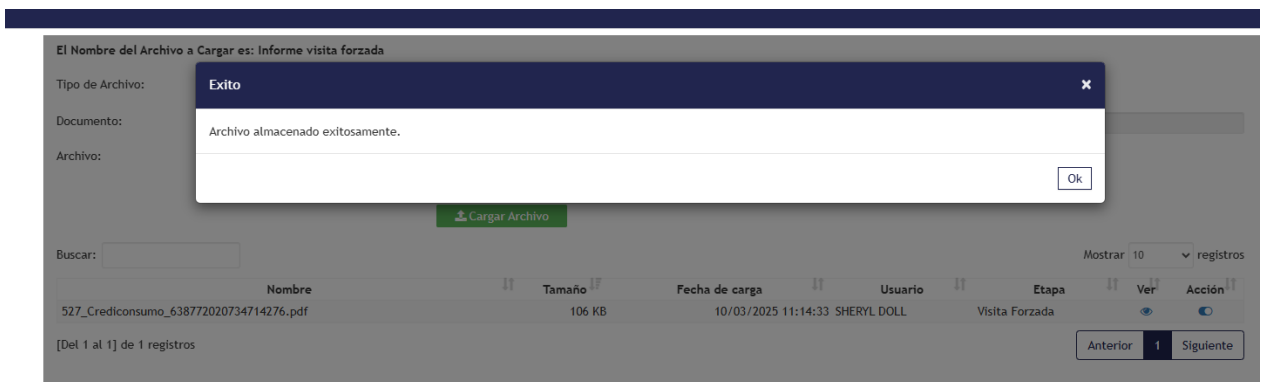 El Nombre del Archivo a Cargar es: Informe visita forzada
Tipo de Archivo:
Exito
×
Documento:
Archivo almacenado exitosamente.
Archivo:
Ok
Cargar Archivo
Buscar:
Mostrar 10 registros
Nombre Tamaño Fecha de carga Usuario Etapa Ver Acción
527_Crediconsumo_638772020734714276.pdf 106 KB 10/03/2025 11:14:33 SHERYL DOLL Visita Forzada
[Del 1 al 1] de 1 registros
Anterior 1 Siguiente